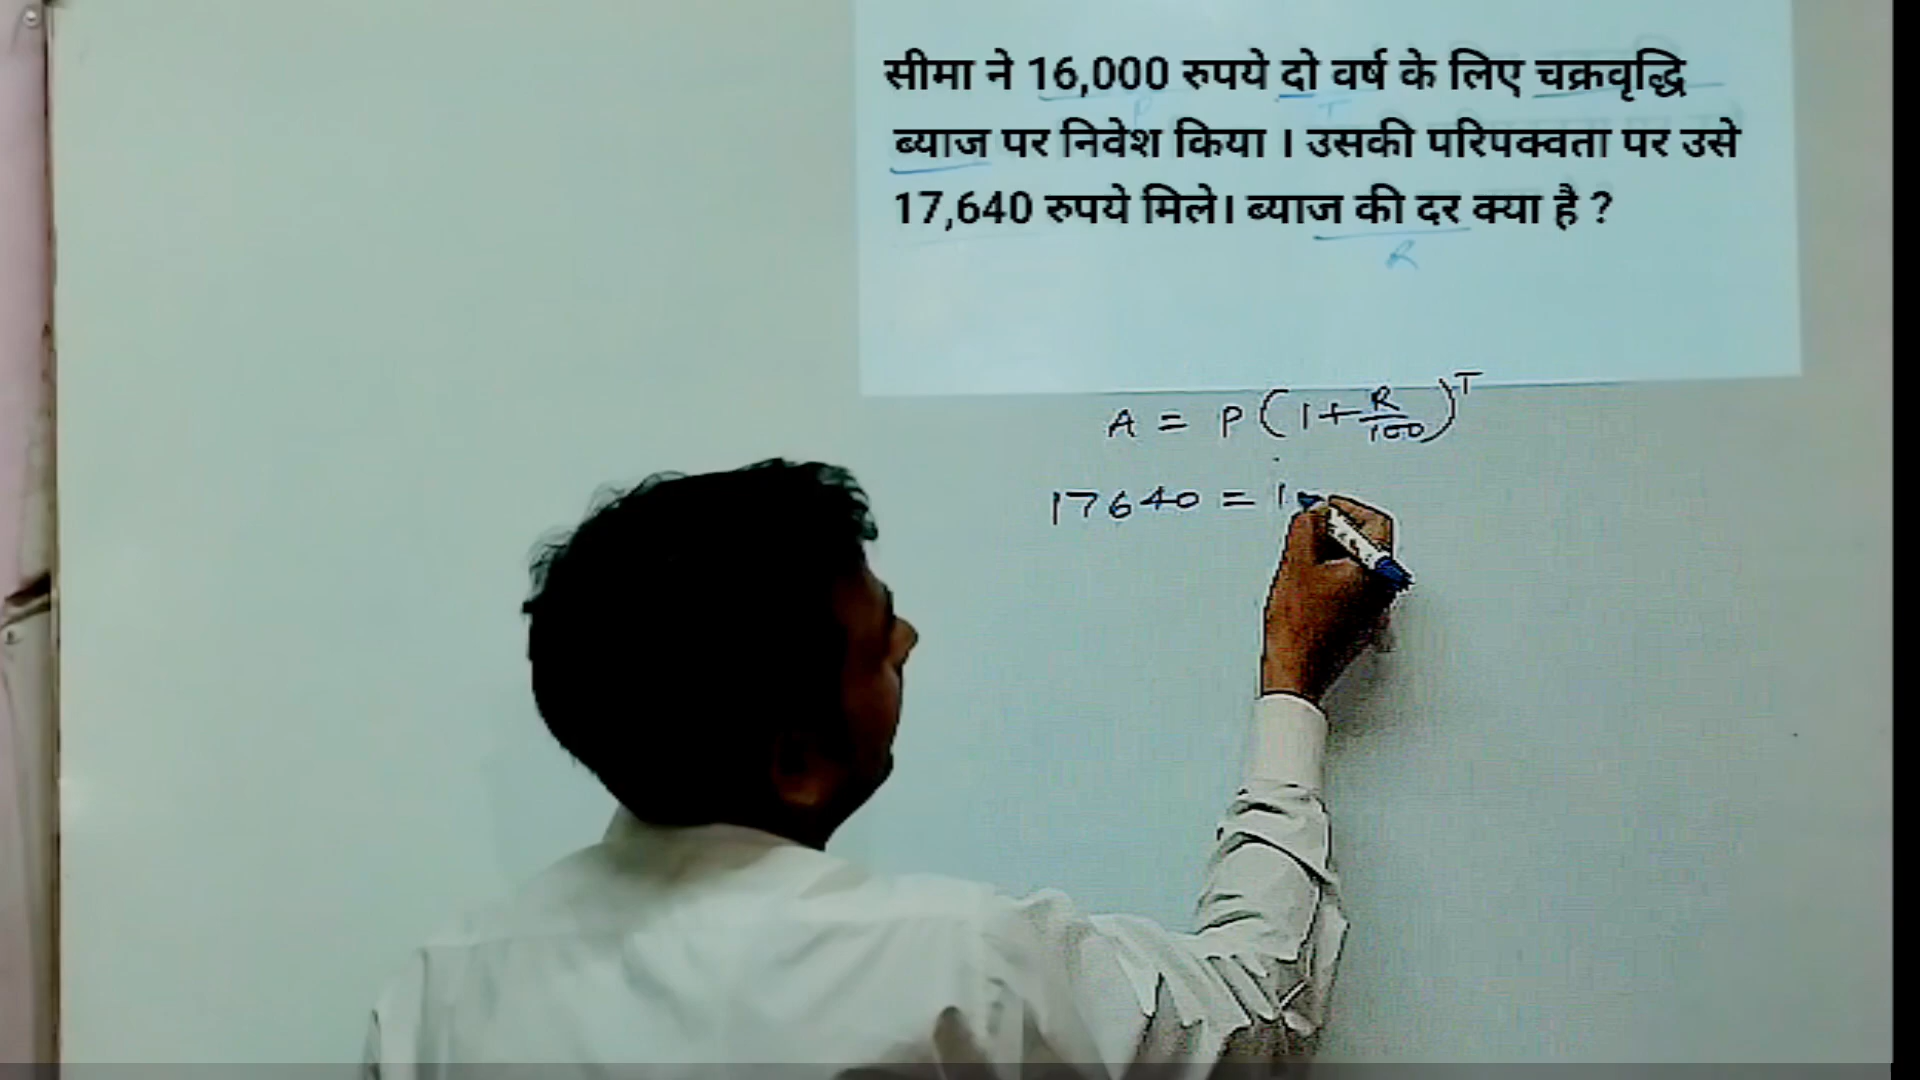 सीमा ने 16,000 रुपये दो वर्ष के लिए चक्रवृद्धि
P T
ब्याज पर निवेश किया । उसकी परिपक्वता पर उसे
17,640 रुपये मिले। ब्याज की दर क्या है ?
R
A = P (1+R/100)^T
17640 = 1